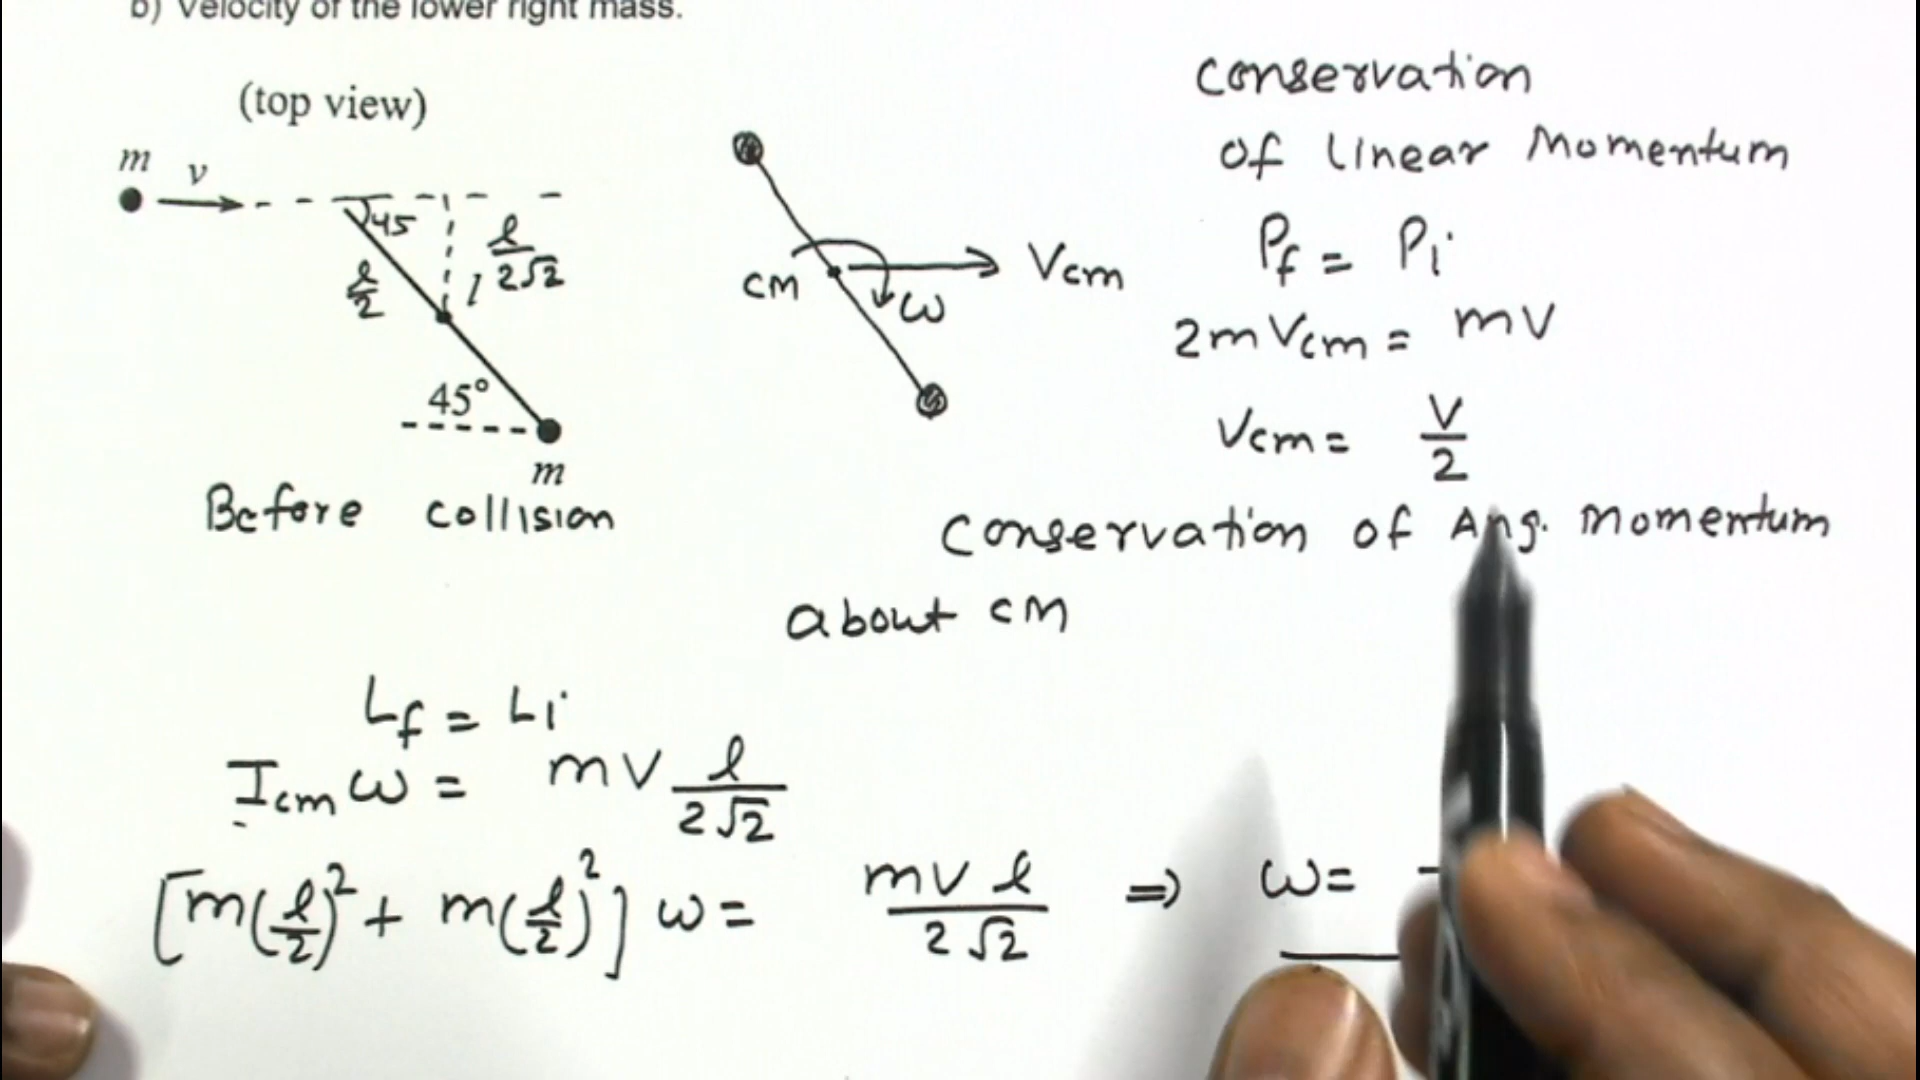 b) Velocity of the lower right mass.
(top view)
m
v
45
l/2
l/2√2
45°
m
Before collision
cm
Vcm
ω
Conservation
of linear Momentum
Pf = Pi
2mVcm = mV
Vcm = V/2
Conservation of Ang. Momentum
about cm
Lf = Li
Icm ω = mV l/2√2
[m(l/2)² + m(l/2)²] ω = mVl/2√2 ⇒ ω =